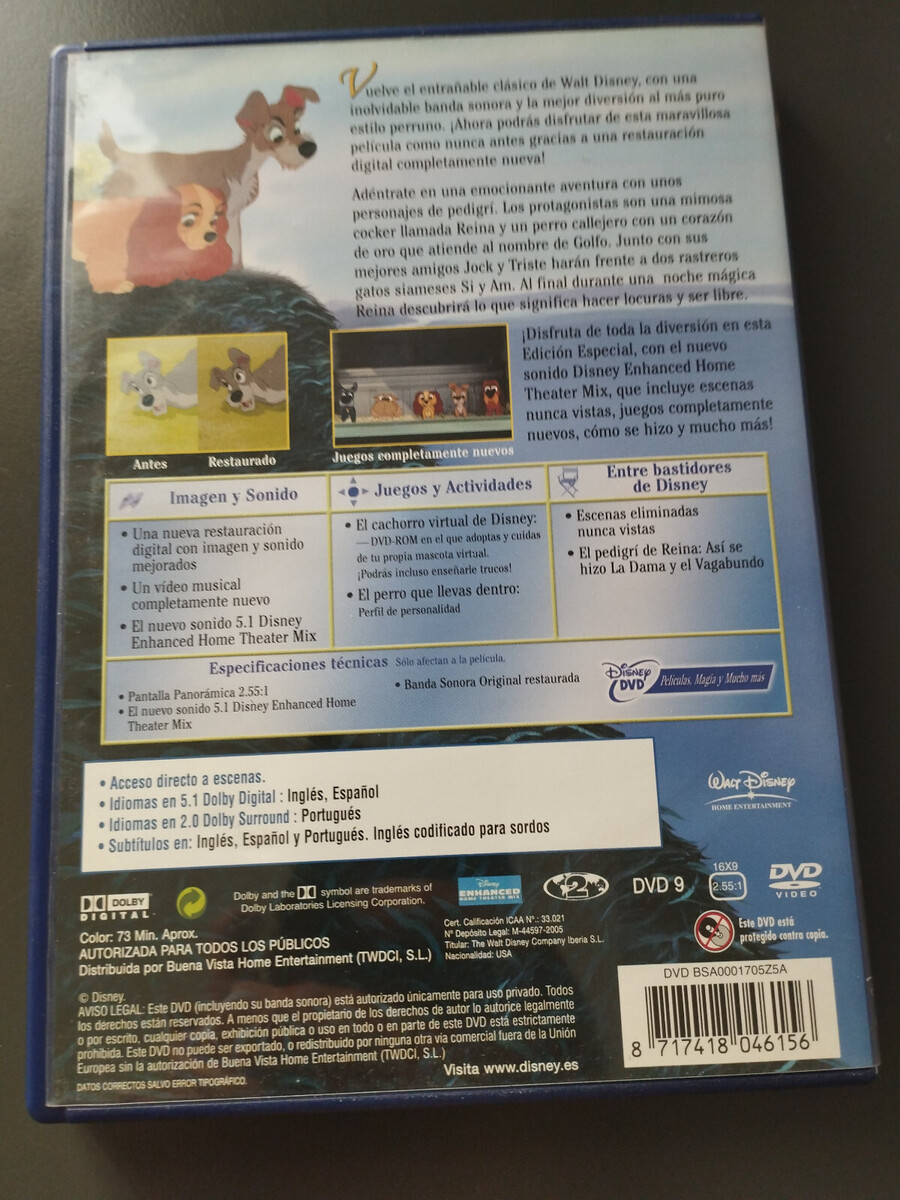 Vuelve el entrañable clásico de Walt Disney, con una
inolvidable banda sonora y la mejor diversión al más puro
estilo perruno. ¡Ahora podrás disfrutar de esta maravillosa
película como nunca antes gracias a una restauración
digital completamente nueva!
Adéntrate en una emocionante aventura con unos
personajes de pedigrí. Los protagonistas son una mimosa
cocker llamada Reina y un perro callejero con un corazón
de oro que atiende al nombre de Golfo. Junto con sus
mejores amigos Jock y Triste harán frente a dos rastreros
gatos siameses Si y Am. Al final durante una noche mágica
Reina descubrirá lo que significa hacer locuras y ser libre.
¡Disfruta de toda la diversión en esta
Edición Especial, con el nuevo
sonido Disney Enhanced Home
Theater Mix, que incluye escenas
nunca vistas, juegos completamente
nuevos, cómo se hizo y mucho más!
Antes
Restaurado
Juegos completamente nuevos
Imagen y Sonido
• Una nueva restauración
digital con imagen y sonido
mejorados
• Un vídeo musical
completamente nuevo
• El nuevo sonido 5.1 Disney
Enhanced Home Theater Mix
Juegos y Actividades
• El cachorro virtual de Disney:
—DVD-ROM en el que adoptas y cuidas
de tu propia mascota virtual.
¡Podrás incluso enseñarle trucos!
• El perro que llevas dentro:
Perfil de personalidad
Entre bastidores
de Disney
• Escenas eliminadas
nunca vistas
• El pedigrí de Reina: Así se
hizo La Dama y el Vagabundo
Especificaciones técnicas Sólo afectan a la película.
• Pantalla Panorámica 2.55:1
• El nuevo sonido 5.1 Disney Enhanced Home
Theater Mix
• Banda Sonora Original restaurada
Disney
DVD
Películas, Magia y Mucho más
• Acceso directo a escenas.
• Idiomas en 5.1 Dolby Digital : Inglés, Español
• Idiomas en 2.0 Dolby Surround : Portugués
• Subtítulos en: Inglés, Español y Portugués. Inglés codificado para sordos
Walt Disney
HOME ENTERTAINMENT
DOLBY
DIGITAL
Dolby and the DD symbol are trademarks of
Dolby Laboratories Licensing Corporation.
Disney
ENHANCED
HOME THEATER MIX
2
DVD 9
16X9
2.55:1
DVD
VIDEO
Color: 73 Min. Aprox.
AUTORIZADA PARA TODOS LOS PÚBLICOS
Distribuida por Buena Vista Home Entertainment (TWDCI, S.L.)
Cert. Calificación ICAA Nº.: 33.021
Nº Depósito Legal: M-44597-2005
Titular: The Walt Disney Company Iberia S.L.
Nacionalidad: USA
Este DVD está
protegido contra copia.
© Disney.
AVISO LEGAL: Este DVD (incluyendo su banda sonora) está autorizado únicamente para uso privado. Todos
los derechos están reservados. A menos que el propietario de los derechos de autor lo autorice legalmente
o por escrito, cualquier copia, exhibición pública o uso en todo o en parte de este DVD está estrictamente
prohibida. Este DVD no puede ser exportado, o redistribuido por ninguna otra vía comercial fuera de la Unión
Europea sin la autorización de Buena Vista Home Entertainment (TWDCI, S.L.)
Visita www.disney.es
DATOS CORRECTOS SALVO ERROR TIPOGRÁFICO.
DVD BSA0001705Z5A
8 717418 046156